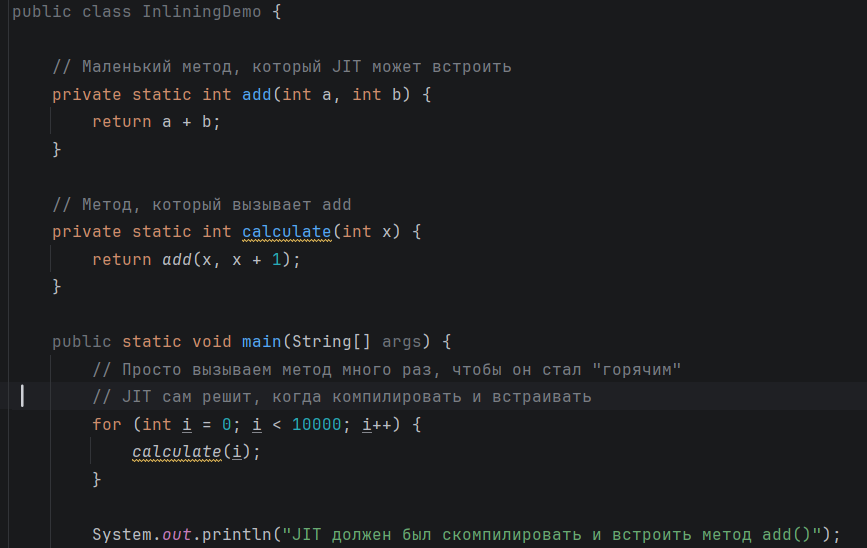 public class InliningDemo {
// Маленький метод, который JIT может встроить
private static int add(int a, int b) {
return a + b;
}
// Метод, который вызывает add
private static int calculate(int x) {
return add(x, x + 1);
}
public static void main(String[] args) {
// Просто вызываем метод много раз, чтобы он стал "горячим"
// JIT сам решит, когда компилировать и встраивать
for (int i = 0; i < 10000; i++) {
calculate(i);
}
System.out.println("JIT должен был скомпилировать и встроить метод add()");